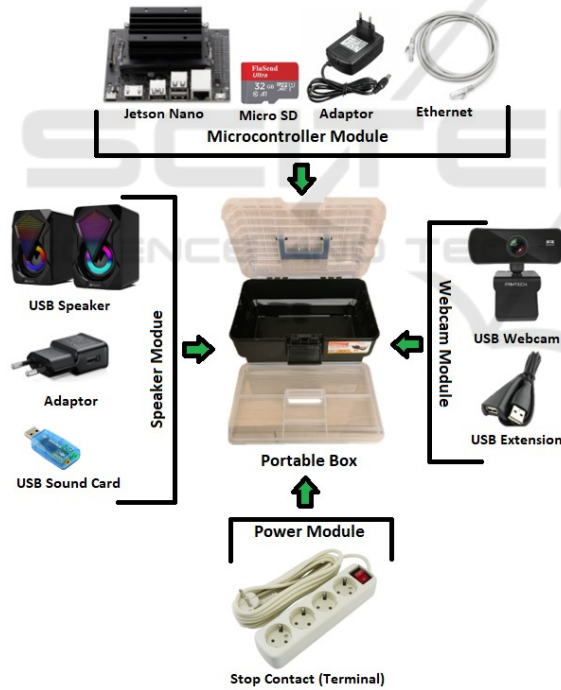 FlaSend
Ultra
32 GB
Jetson Nano
Micro SD
Adaptor
Ethernet
Microcontroller Module
USB Speaker
Adaptor
USB Sound Card
Speaker Modue
Portable Box
Webcam Module
USB Webcam
USB Extension
Power Module
Stop Contact (Terminal)